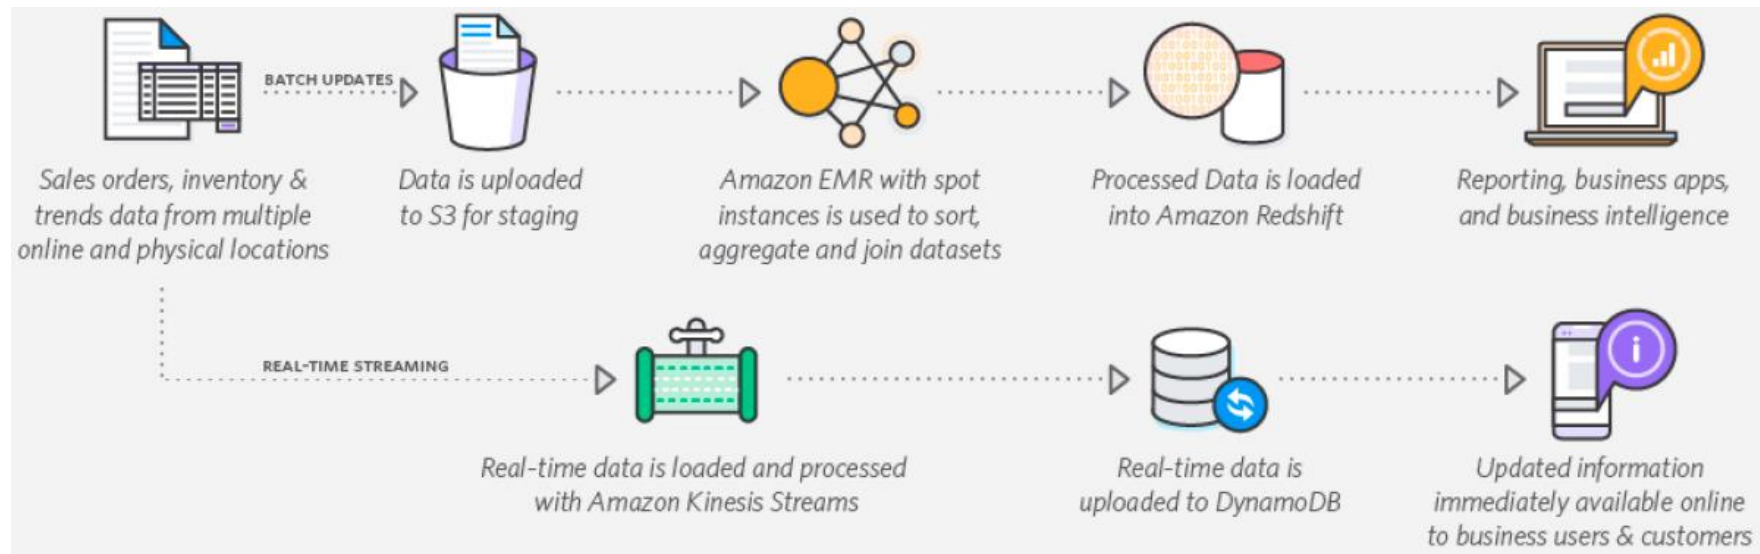 BATCH UPDATES
Sales orders, inventory &
trends data from multiple
online and physical locations
Data is uploaded
to S3 for staging
Amazon EMR with spot
instances is used to sort,
aggregate and join datasets
Processed Data is loaded
into Amazon Redshift
Reporting, business apps,
and business intelligence
REAL-TIME STREAMING
Real-time data is loaded and processed
with Amazon Kinesis Streams
Real-time data is
uploaded to DynamoDB
i
Updated information
immediately available online
to business users & customers